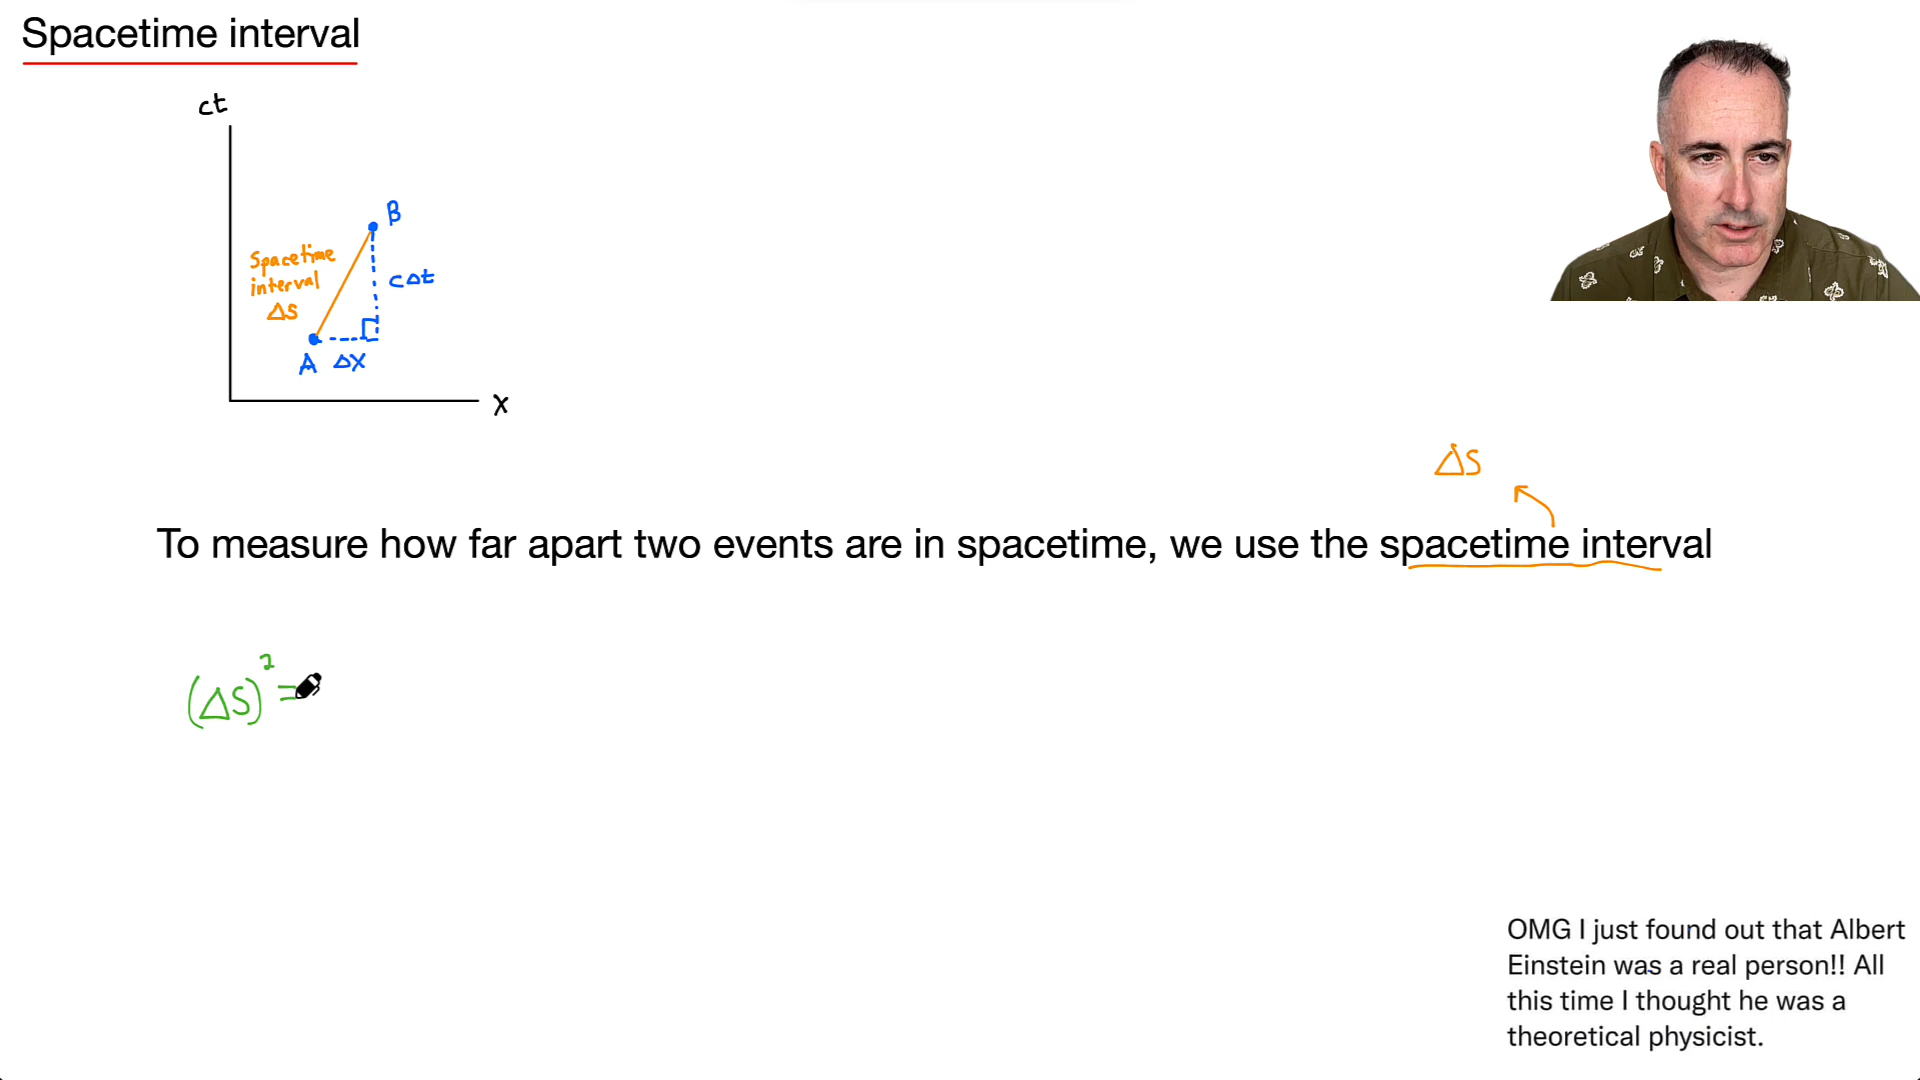 Spacetime interval
ct
B
Spacetime
interval
ΔS
cΔt
A ΔX
X
ΔS
To measure how far apart two events are in spacetime, we use the spacetime interval
(ΔS)² =
OMG I just found out that Albert
Einstein was a real person!! All
this time I thought he was a
theoretical physicist.